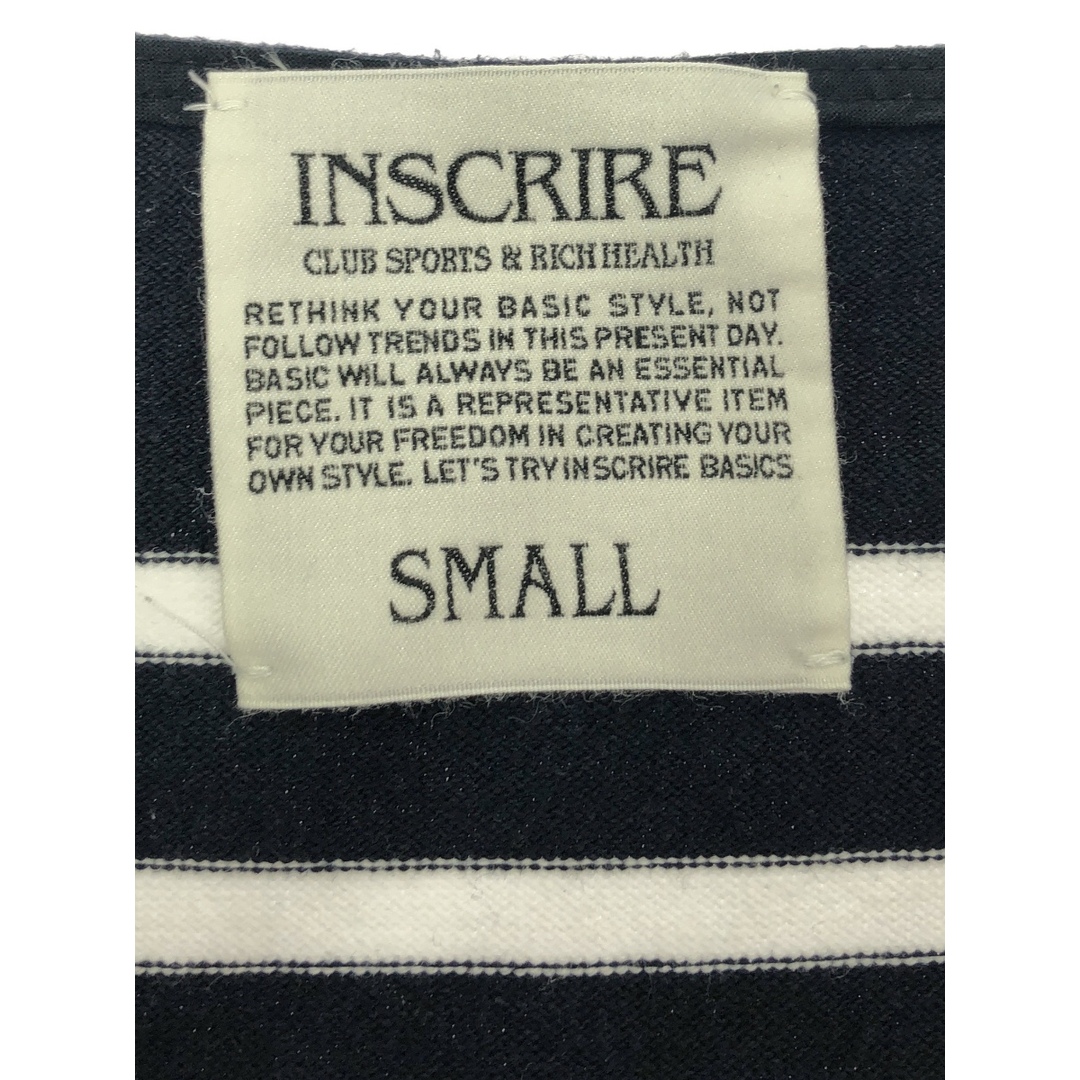 INSCRIRE
CLUB SPORTS & RICH HEALTH
RETHINK YOUR BASIC STYLE, NOT
FOLLOW TRENDS IN THIS PRESENT DAY.
BASIC WILL ALWAYS BE AN ESSENTIAL
PIECE. IT IS A REPRESENTATIVE ITEM
FOR YOUR FREEDOM IN CREATING YOUR
OWN STYLE. LET'S TRY INSCRIRE BASICS
SMALL